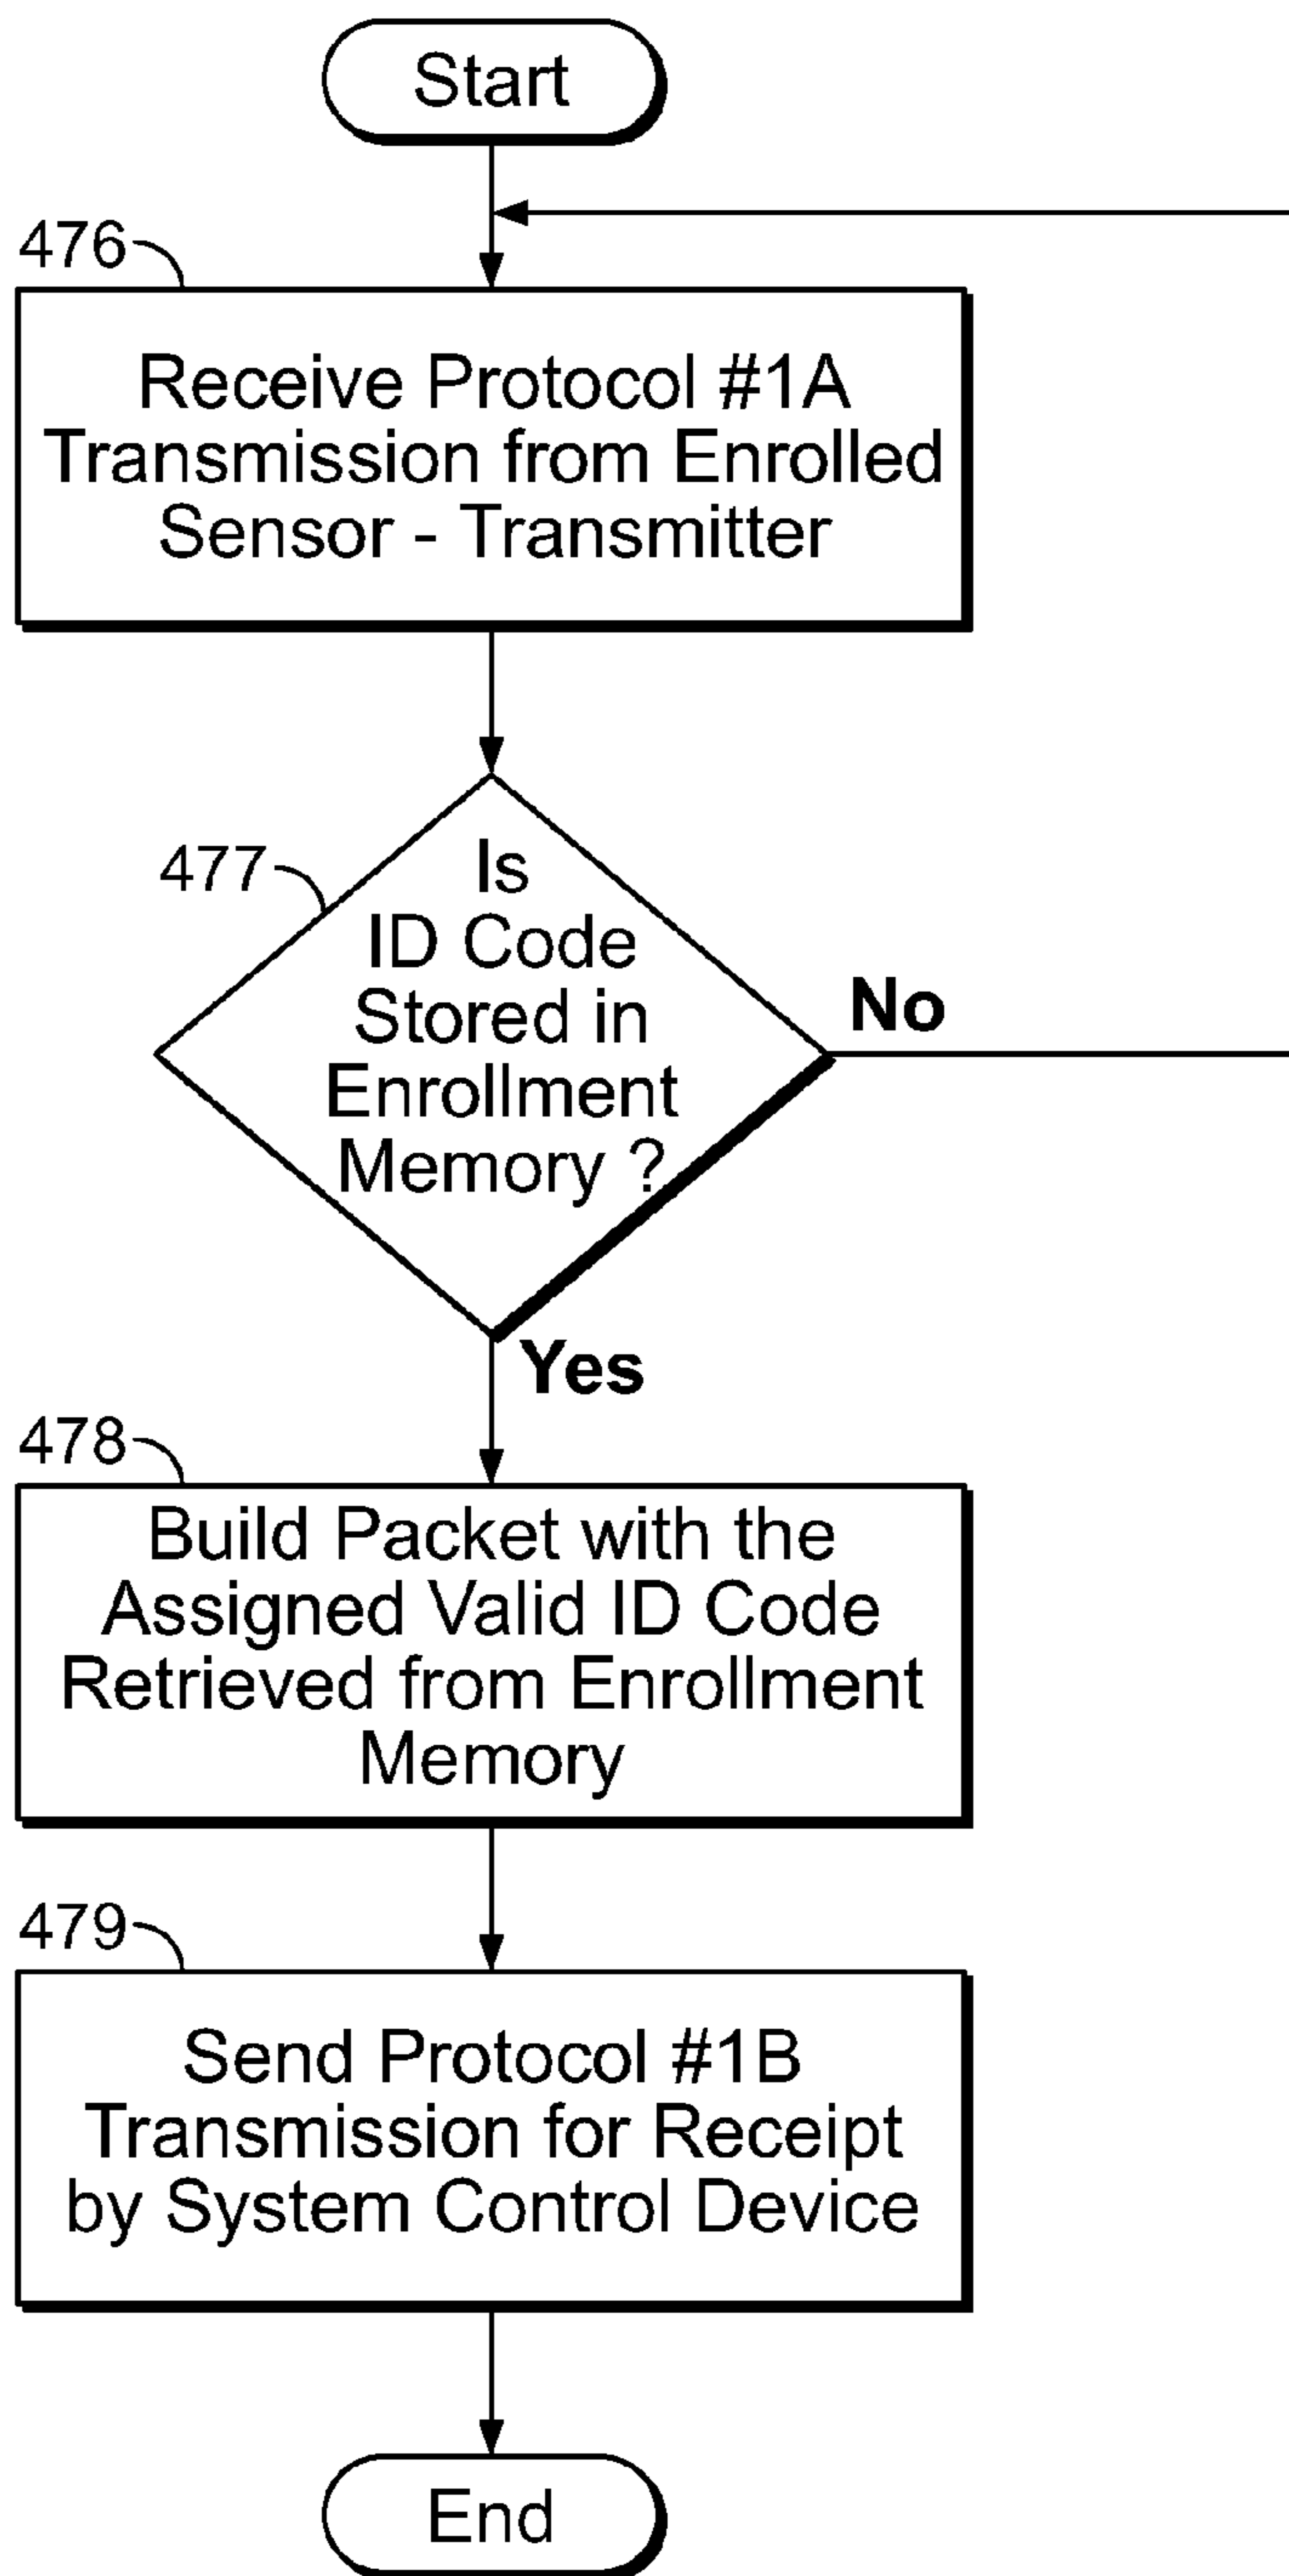 Start
476
Receive Protocol #1A
Transmission from Enrolled
Sensor - Transmitter
477
Is
ID Code
Stored in
Enrollment
Memory ?
No
Yes
478
Build Packet with the
Assigned Valid ID Code
Retrieved from Enrollment
Memory
479
Send Protocol #1B
Transmission for Receipt
by System Control Device
End